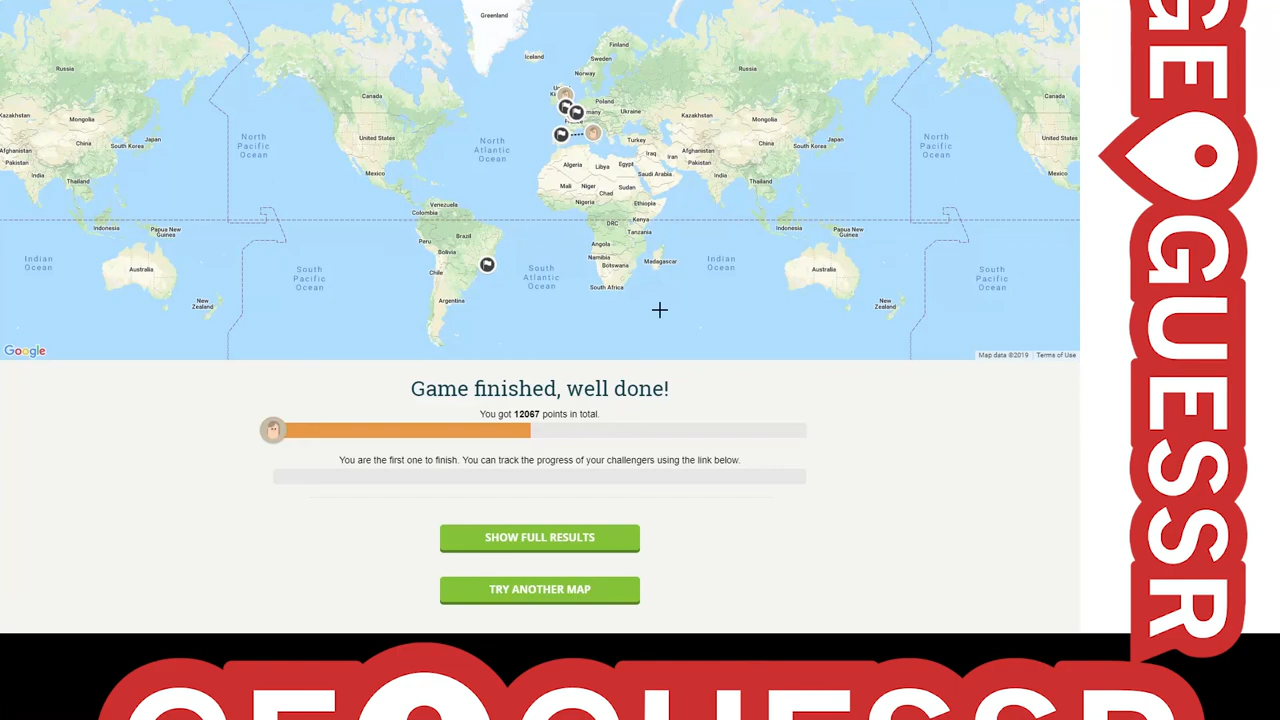 Greenland
Iceland
Finland
Sweden
Norway
Russia
Russia
Canada
Canada
Poland
many
Ukraine
Kazakhstan
Kazakhstan
Mongolia
Mongolia
United States
United States
North
Pacific
Ocean
North
Atlantic
Ocean
North
Pacific
Ocean
Turkey
Afghanistan
Pakistan
China
China
South Korea
South Korea
Japan
Japan
Iraq
Iran
Afghanistan
Pakistan
Algeria
Libya
Egypt
Saudi Arabia
India
India
Thailand
Thailand
Mexico
Mexico
Mali
Niger
Chad
Sudan
Nigeria
Ethiopia
Venezuela
Colombia
DRC
Kenya
Tanzania
Indonesia
Papua New
Guinea
Indonesia
Papua New
Guinea
Peru
Brazil
Bolivia
Angola
Namibia
Botswana
Madagascar
Indian
Ocean
Australia
South
Pacific
Ocean
Chile
South
Atlantic
Ocean
Indian
Ocean
Australia
South
Pacific
Ocean
South Africa
Argentina
New
Zealand
New
Zealand
Google
Map data ©2019 Terms of Use
Game finished, well done!
You got 12067 points in total.
You are the first one to finish. You can track the progress of your challengers using the link below.
SHOW FULL RESULTS
TRY ANOTHER MAP
GEOGUESSR
GEOGUESSR